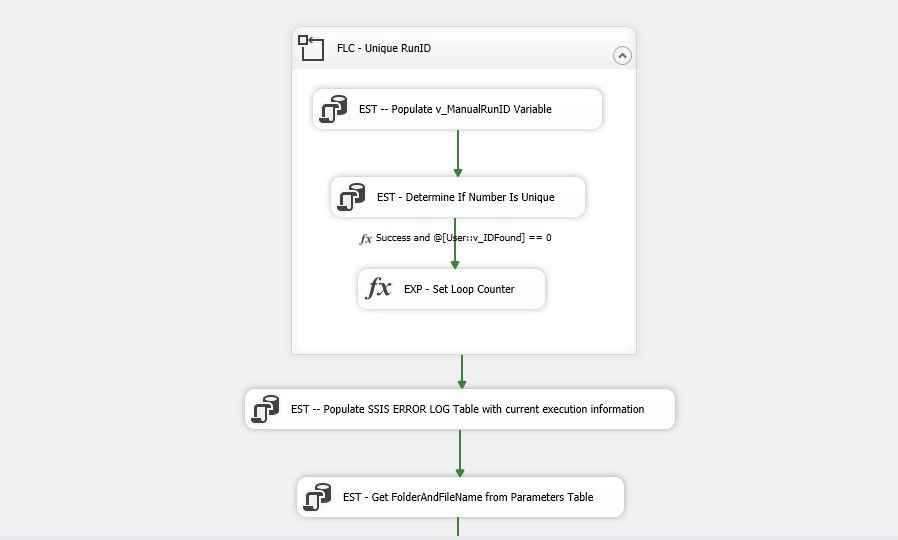 FLC - Unique RunID
EST -- Populate v_ManualRunID Variable
EST - Determine If Number Is Unique
fx Success and @[User::v_IDFound] == 0
fx EXP - Set Loop Counter
EST -- Populate SSIS ERROR LOG Table with current execution information
EST - Get FolderAndFileName from Parameters Table